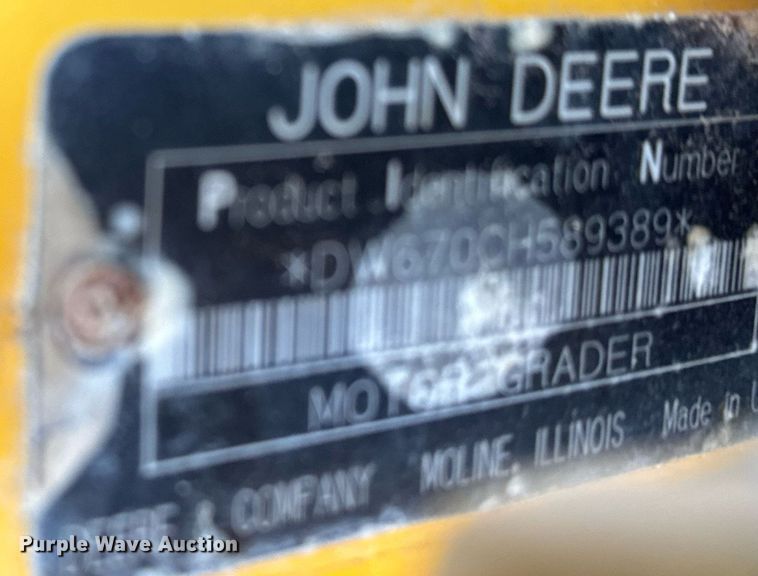 JOHN DEERE
Product Identification Number
*DW670CH589389*
MOTOR GRADER
DEERE & COMPANY MOLINE, ILLINOIS Made in U
Purple Wave Auction